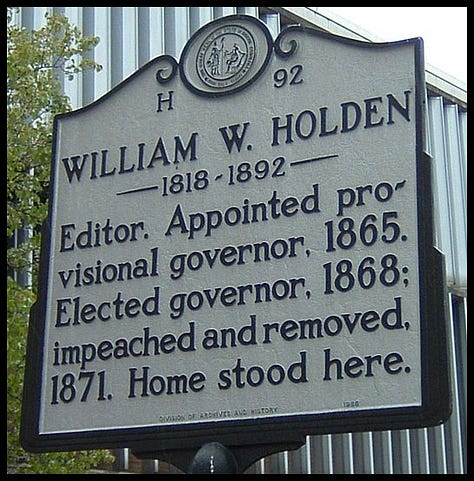 H 92
WILLIAM W. HOLDEN
1818-1892
Editor. Appointed pro-
visional governor, 1865.
Elected governor, 1868;
impeached and removed,
1871. Home stood here.
DIVISION OF ARCHIVES AND HISTORY